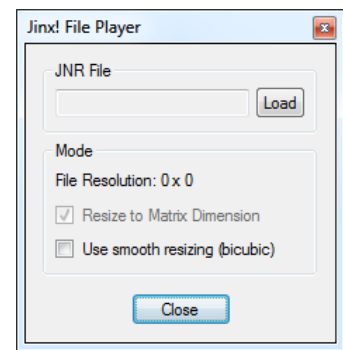 Jinx! File Player
JNR File
Load
Mode
File Resolution: 0 x 0
Resize to Matrix Dimension
Use smooth resizing (bicubic)
Close